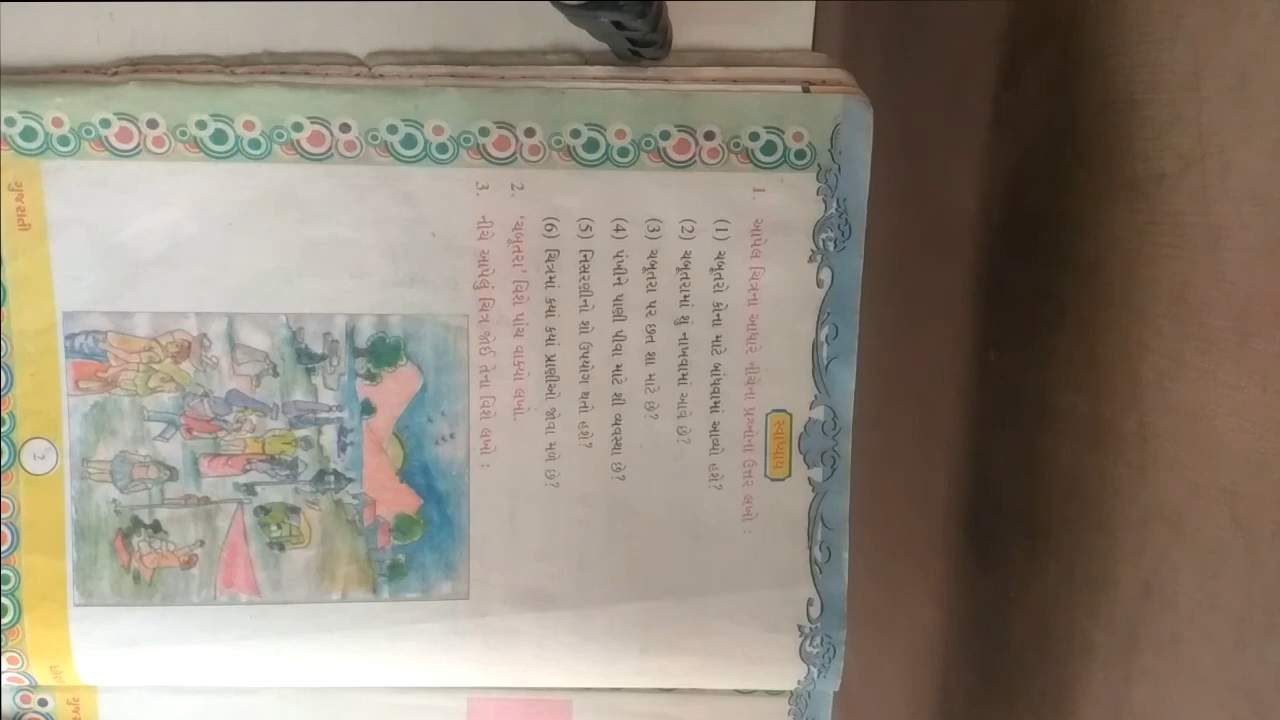 સ્વાધ્યાય
1. આપેલ ચિત્રના આધારે નીચેના પ્રશ્નોના ઉત્તર લખો :
(1) ચબૂતરો કોના માટે બાંધવામાં આવ્યો હશે?
(2) ચબૂતરામાં શું નાખવામાં આવે છે?
(3) ચબૂતરા પર છત શા માટે છે?
(4) પંખીને પાણી પીવા માટે શી વ્યવસ્થા છે?
(5) નિસરણીનો શો ઉપયોગ થતો હશે?
(6) ચિત્રમાં ક્યાં ક્યાં પ્રાણીઓ જોવા મળે છે?
2. 'ચબૂતરા' વિશે પાંચ વાક્યો લખો.
3. નીચે આપેલું ચિત્ર જોઈ તેના વિશે લખો :
ગુજરાતી
2